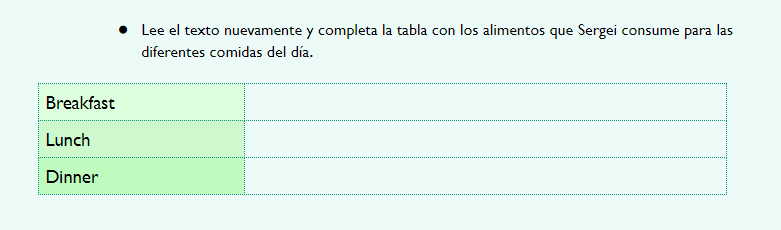 ● Lee el texto nuevamente y completa la tabla con los alimentos que Sergei consume para las
diferentes comidas del día.
Breakfast
Lunch
Dinner